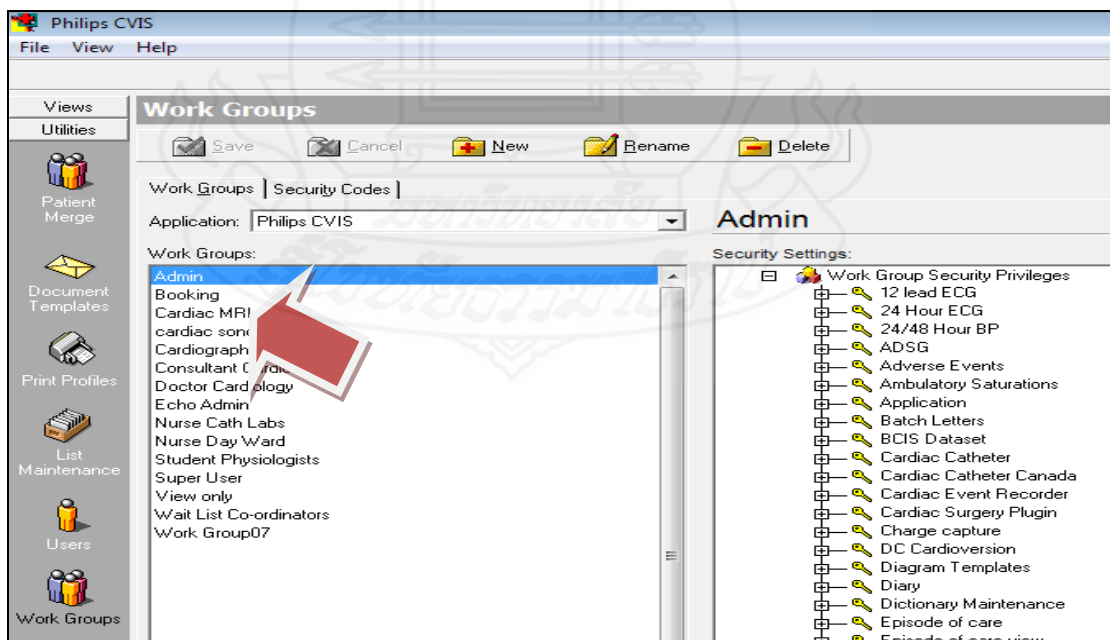 Philips CVIS
File View Help
Views
Utilities
Patient
Merge
Document
Templates
Print Profiles
List
Maintenance
Users
Work Groups
Work Groups
Save Cancel New Rename Delete
Work Groups Security Codes
Application: Philips CVIS
Work Groups:
Admin
Booking
Cardiac MRI
cardiac
Cardiograph
Consultant
Doctor Cardiology
Echo Admin
Nurse Cath Labs
Nurse Day Ward
Student Physiologists
Super User
View only
Wait List Co-ordinators
Work Group07
Admin
Security Settings:
Work Group Security Privileges
12 lead ECG
24 Hour ECG
24/48 Hour BP
ADSG
Adverse Events
Ambulatory Saturations
Application
Batch Letters
BCIS Dataset
Cardiac Catheter
Cardiac Catheter Canada
Cardiac Event Recorder
Cardiac Surgery Plugin
Charge capture
DC Cardioversion
Diagram Templates
Diary
Dictionary Maintenance
Episode of care
Episode of care view